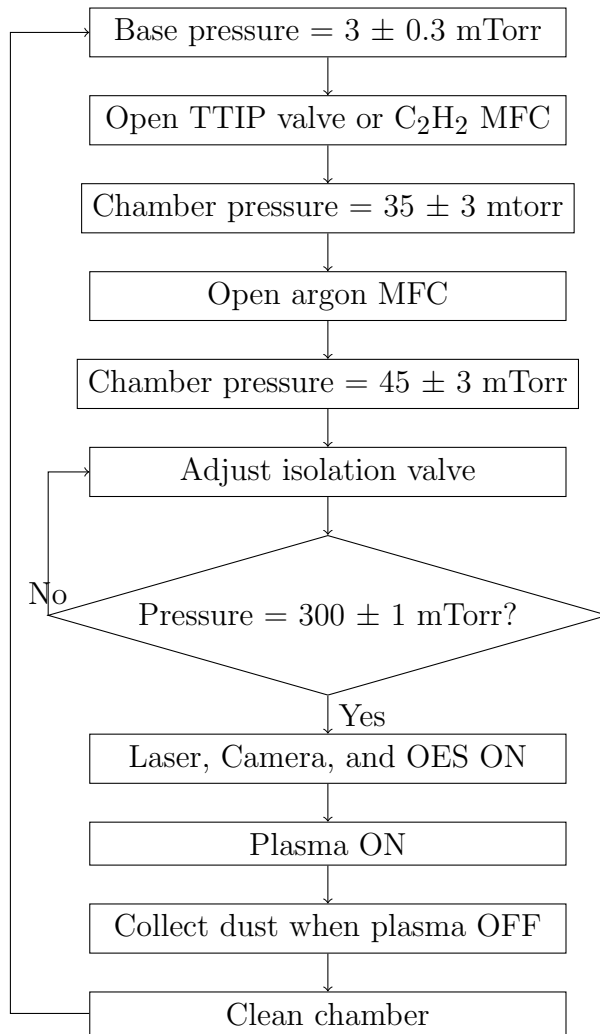 Base pressure = 3 ± 0.3 mTorr
Open TTIP valve or C₂H₂ MFC
Chamber pressure = 35 ± 3 mtorr
Open argon MFC
Chamber pressure = 45 ± 3 mTorr
Adjust isolation valve
No
Pressure = 300 ± 1 mTorr?
Yes
Laser, Camera, and OES ON
Plasma ON
Collect dust when plasma OFF
Clean chamber